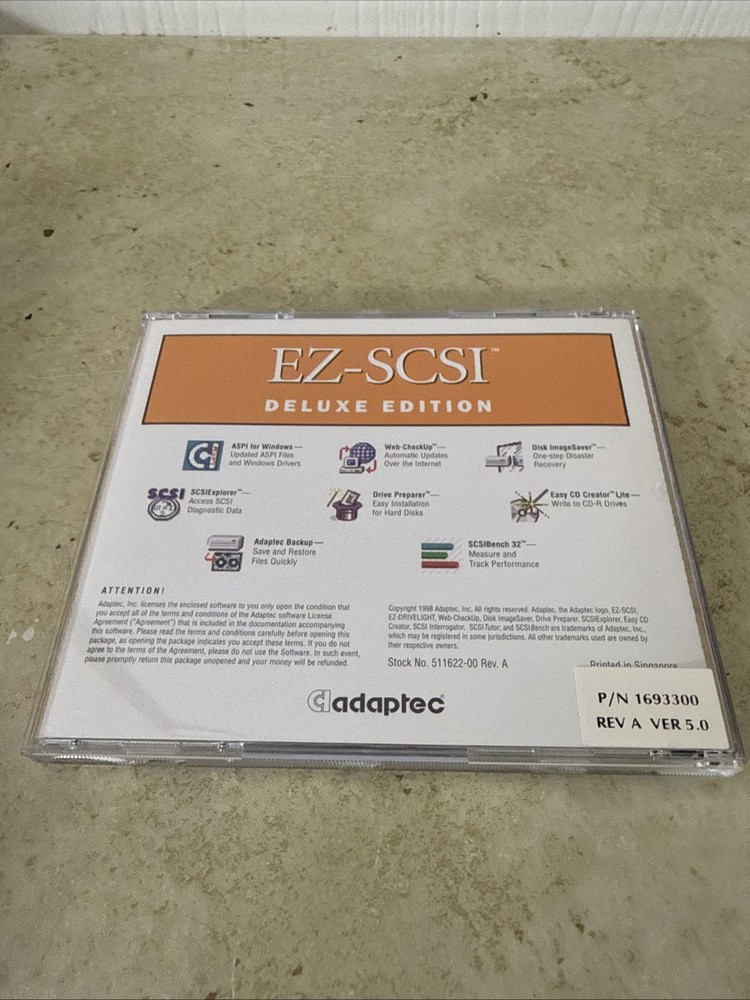 EZ-SCSI™
DELUXE EDITION
ASPI for Windows—
Updated ASPI Files
and Windows Drivers
Web-CheckUp™—
Automatic Updates
Over the Internet
Disk ImageSaver™—
One-step Disaster
Recovery
SCSI
SCSIExplorer™—
Access SCSI
Diagnostic Data
Drive Preparer™—
Easy Installation
for Hard Disks
Easy CD Creator™ Lite—
Write to CD-R Drives
Adaptec Backup—
Save and Restore
Files Quickly
SCSIBench 32™—
Measure and
Track Performance
ATTENTION!
Adaptec, Inc. licenses the enclosed software to you only upon the condition that
you accept all of the terms and conditions of the Adaptec software License
Agreement ("Agreement") that is included in the documentation accompanying
this software. Please read the terms and conditions carefully before opening this
package, as opening the package indicates you accept these terms. If you do not
agree to the terms of the Agreement, please do not use the Software. In such event,
please promptly return this package unopened and your money will be refunded.
Copyright 1998 Adaptec, Inc. All rights reserved. Adaptec, the Adaptec logo, EZ-SCSI,
EZ-DRIVELIGHT, Web-CheckUp, Disk ImageSaver, Drive Preparer, SCSIExplorer, Easy CD
Creator, SCSI Interrogator, SCSITutor, and SCSIBench are trademarks of Adaptec, Inc.,
which may be registered in some jurisdictions. All other trademarks used are owned by
their respective owners.
Stock No. 511622-00 Rev. A
Printed in Singapore
adaptec®
P/N 1693300
REV A VER 5.0